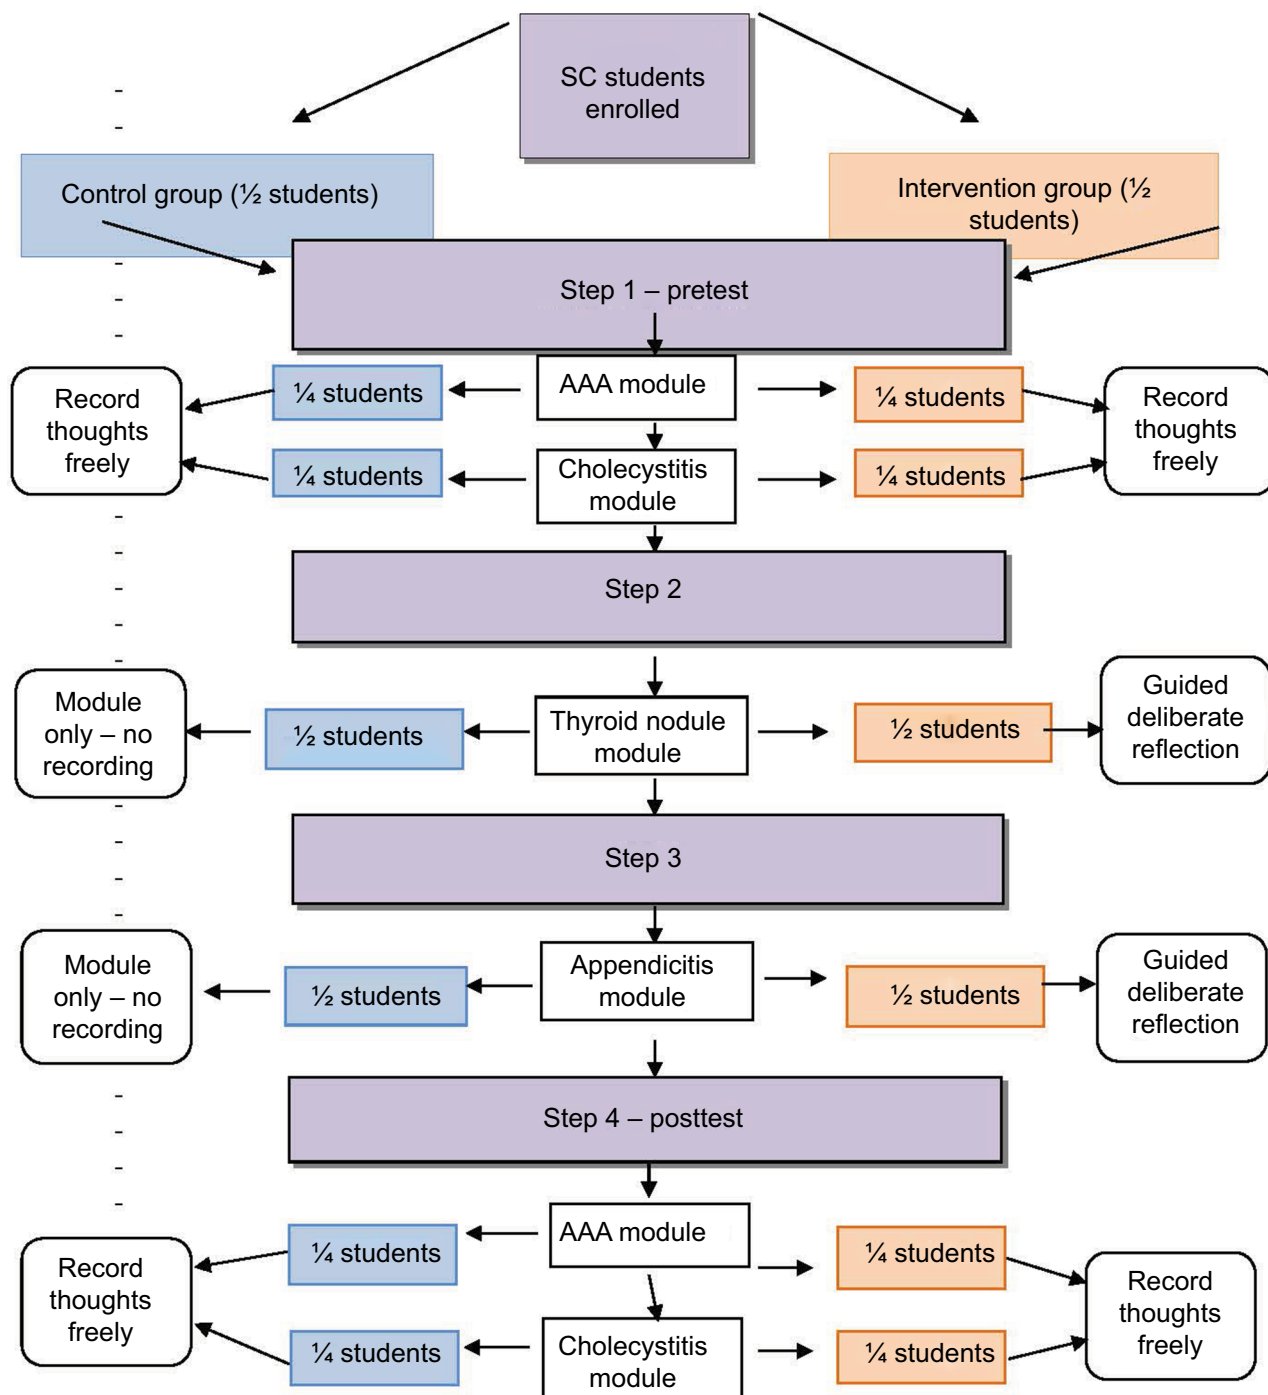 SC students
enrolled
Control group (½ students)
Intervention group (½
students)
Step 1 – pretest
Record
thoughts
freely
¼ students
AAA module
¼ students
Record
thoughts
freely
¼ students
Cholecystitis
module
¼ students
Step 2
Module
only – no
recording
½ students
Thyroid nodule
module
½ students
Guided
deliberate
reflection
Step 3
Module
only – no
recording
½ students
Appendicitis
module
½ students
Guided
deliberate
reflection
Step 4 – posttest
Record
thoughts
freely
¼ students
AAA module
¼ students
Record
thoughts
freely
¼ students
Cholecystitis
module
¼ students